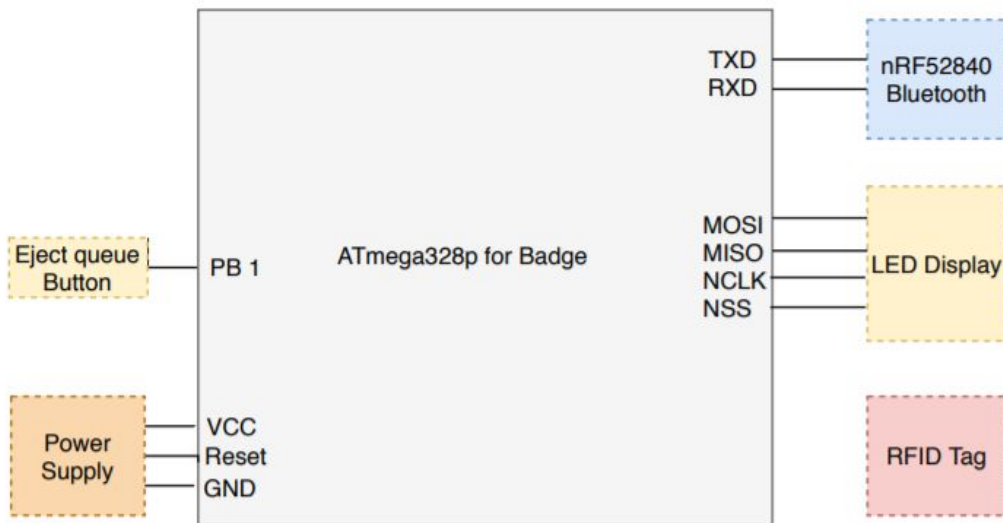 TXD
RXD
nRF52840
Bluetooth
Eject queue
Button
PB 1
ATmega328p for Badge
MOSI
MISO
NCLK
NSS
LED Display
Power
Supply
VCC
Reset
GND
RFID Tag